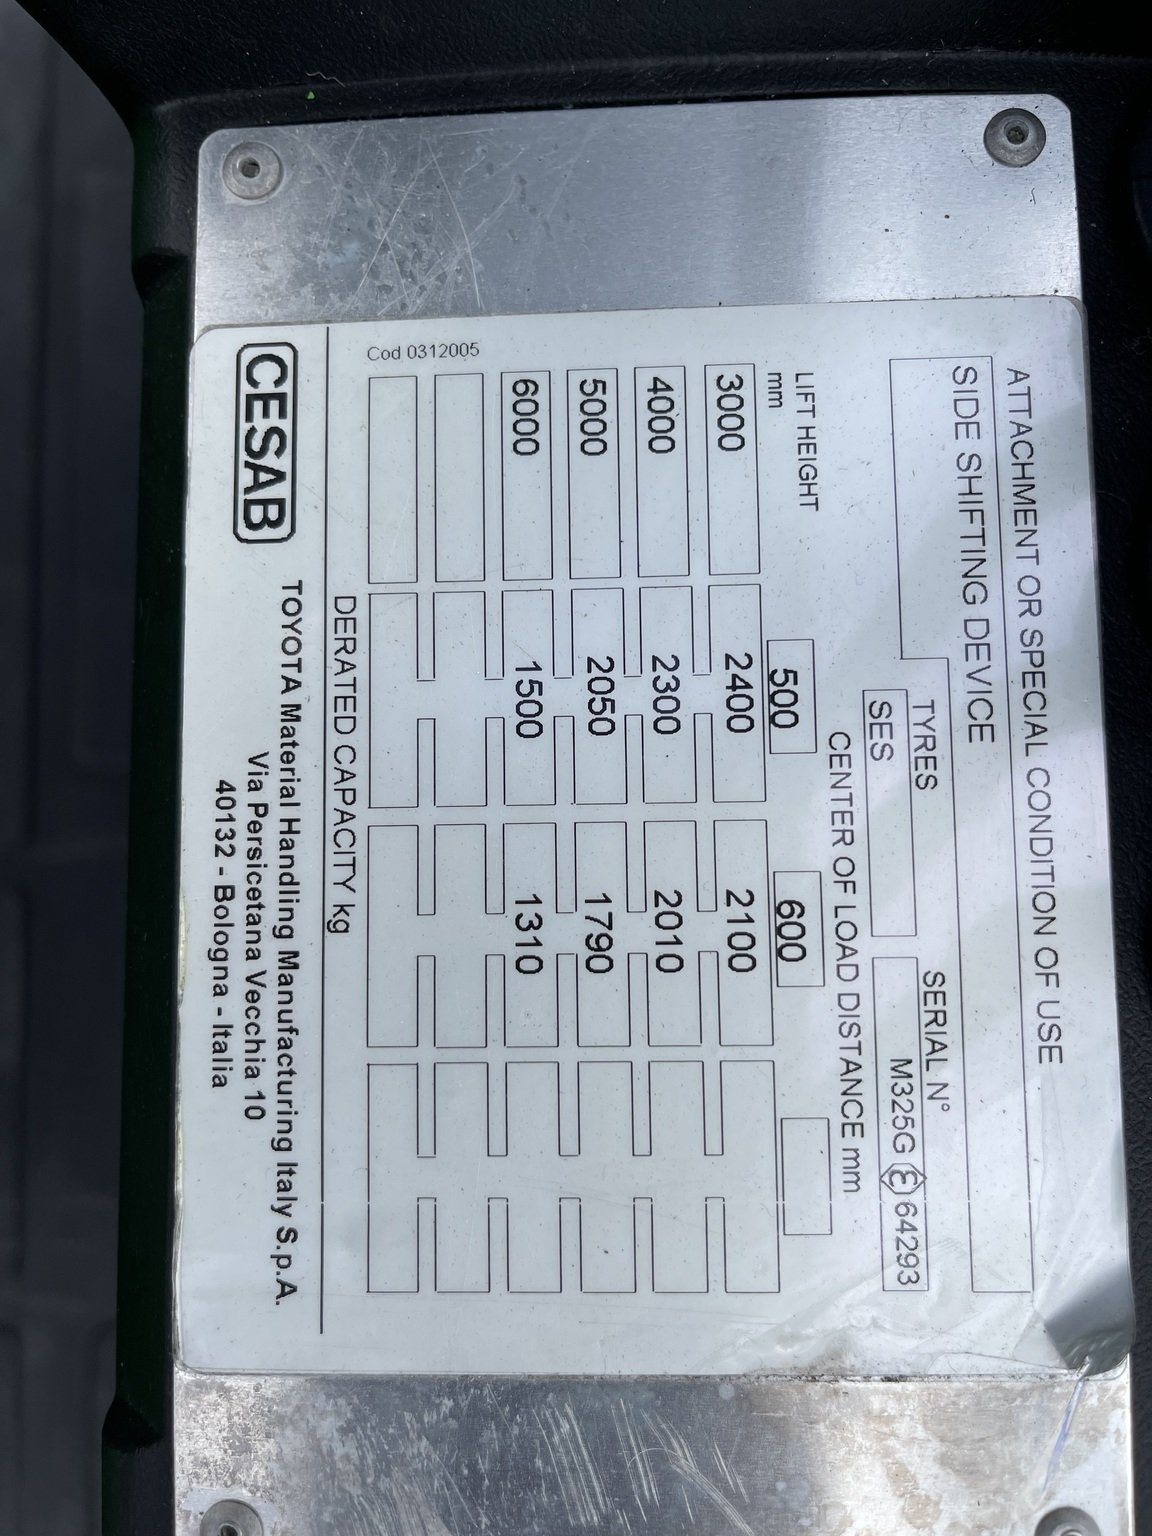 ATTACHMENT OR SPECIAL CONDITION OF USE
SIDE SHIFTING DEVICE
TYRES
SES
SERIAL N°
M325G E 64293
LIFT HEIGHT
mm
CENTER OF LOAD DISTANCE mm
500 600
3000 2400 2100
4000 2300 2010
5000 2050 1790
6000 1500 1310
Cod 0312005
DERATED CAPACITY kg
CESAB
TOYOTA Material Handling Manufacturing Italy S.p.A.
Via Persicetana Vecchia 10
40132 - Bologna - Italia